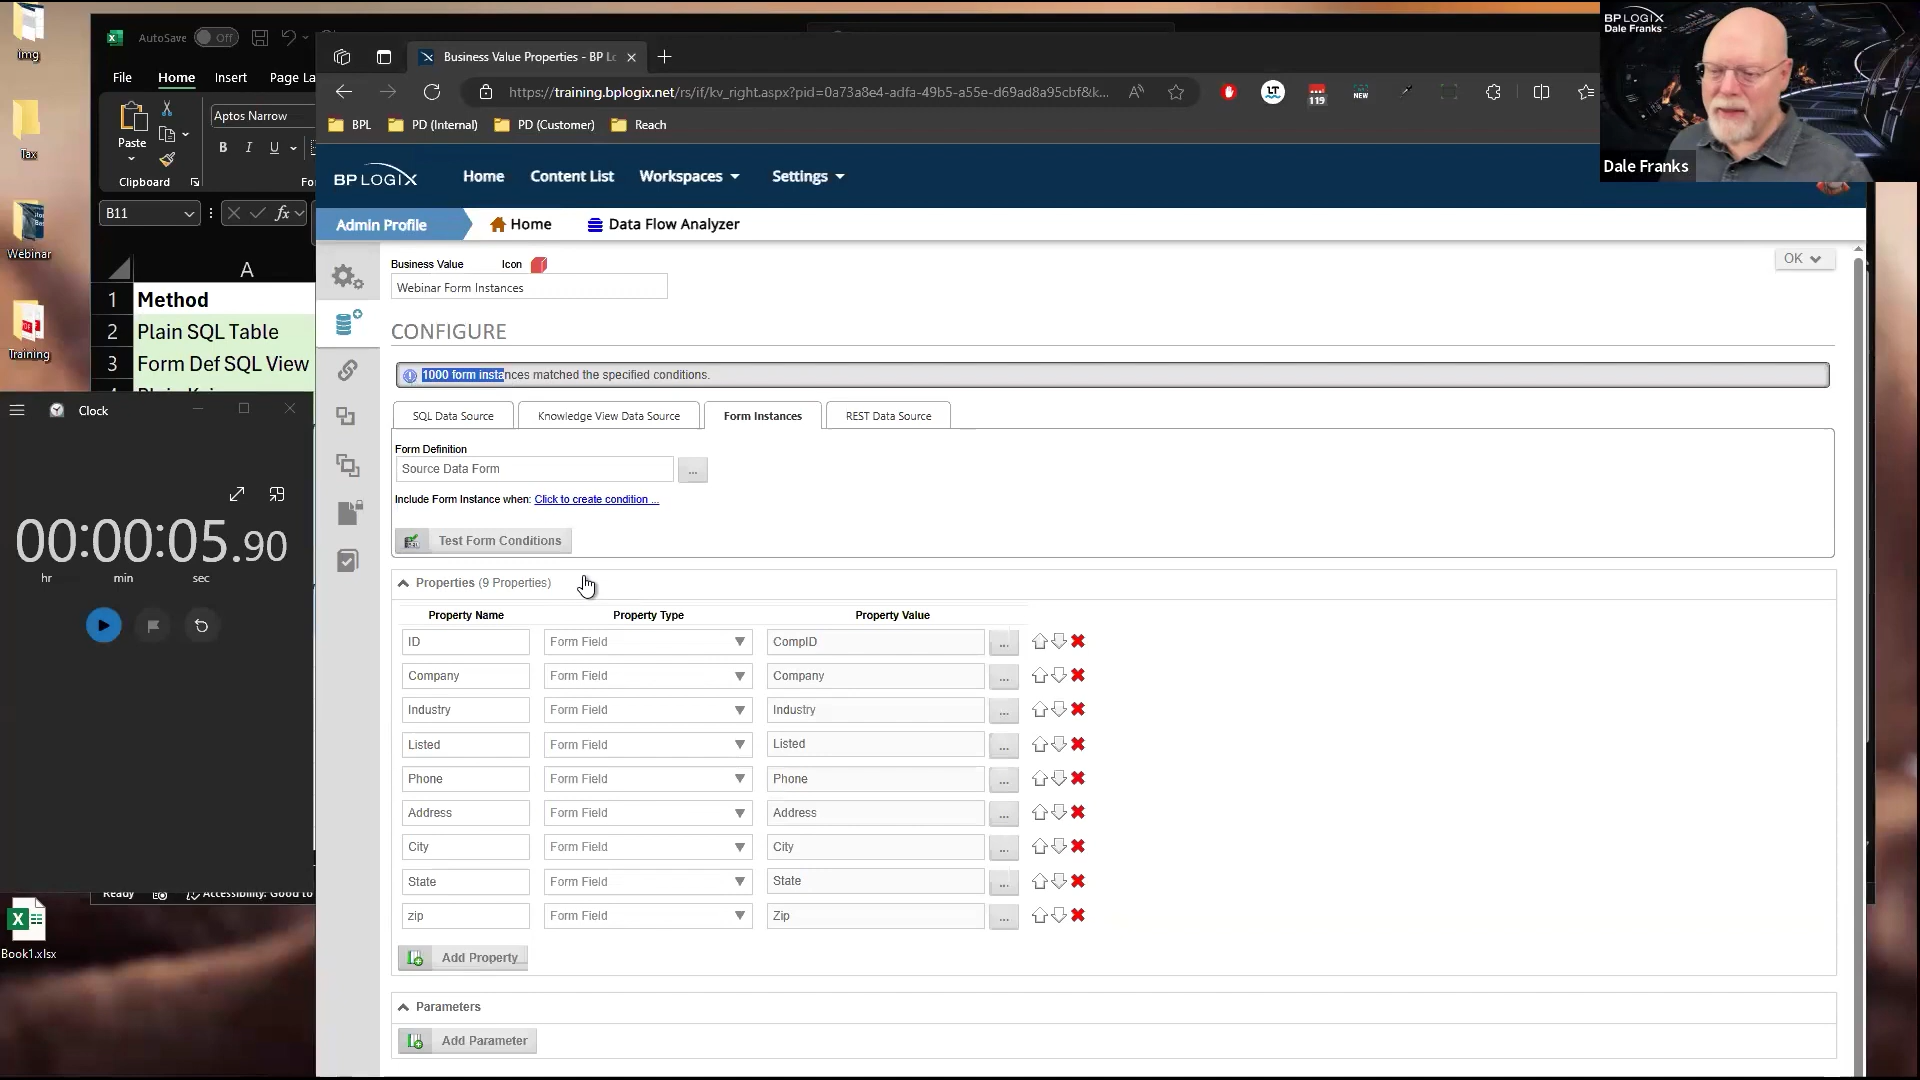 img
Tax
Webinar
Training
Book1.xlsx
AutoSave Off
File Home Insert Page La
Paste
Aptos Narrow
B I U
Clipboard
B11
fx
A
1 Method
2 Plain SQL Table
3 Form Def SQL View
Clock
00:00:05.90
hr min sec
Ready Accessibility: Good to
Business Value Properties - BP Lo
https://training.bplogix.net/rs/if/kv_right.aspx?pid=0a73a8e4-adfa-49b5-a55e-d69ad8a95cbf&k...
LT
119
NEW
BPL PD (Internal) PD (Customer) Reach
BP LOGIX
Dale Franks
Dale Franks
BP LOGIX Home Content List Workspaces Settings
Admin Profile Home Data Flow Analyzer
Business Value Icon
OK
Webinar Form Instances
CONFIGURE
1000 form instances matched the specified conditions.
SQL Data Source Knowledge View Data Source Form Instances REST Data Source
Form Definition
Source Data Form ...
Include Form Instance when: Click to create condition ...
Test Form Conditions
Properties (9 Properties)
Property Name Property Type Property Value
ID Form Field CompID ...
Company Form Field Company ...
Industry Form Field Industry ...
Listed Form Field Listed ...
Phone Form Field Phone ...
Address Form Field Address ...
City Form Field City ...
State Form Field State ...
zip Form Field Zip ...
Add Property
Parameters
Add Parameter